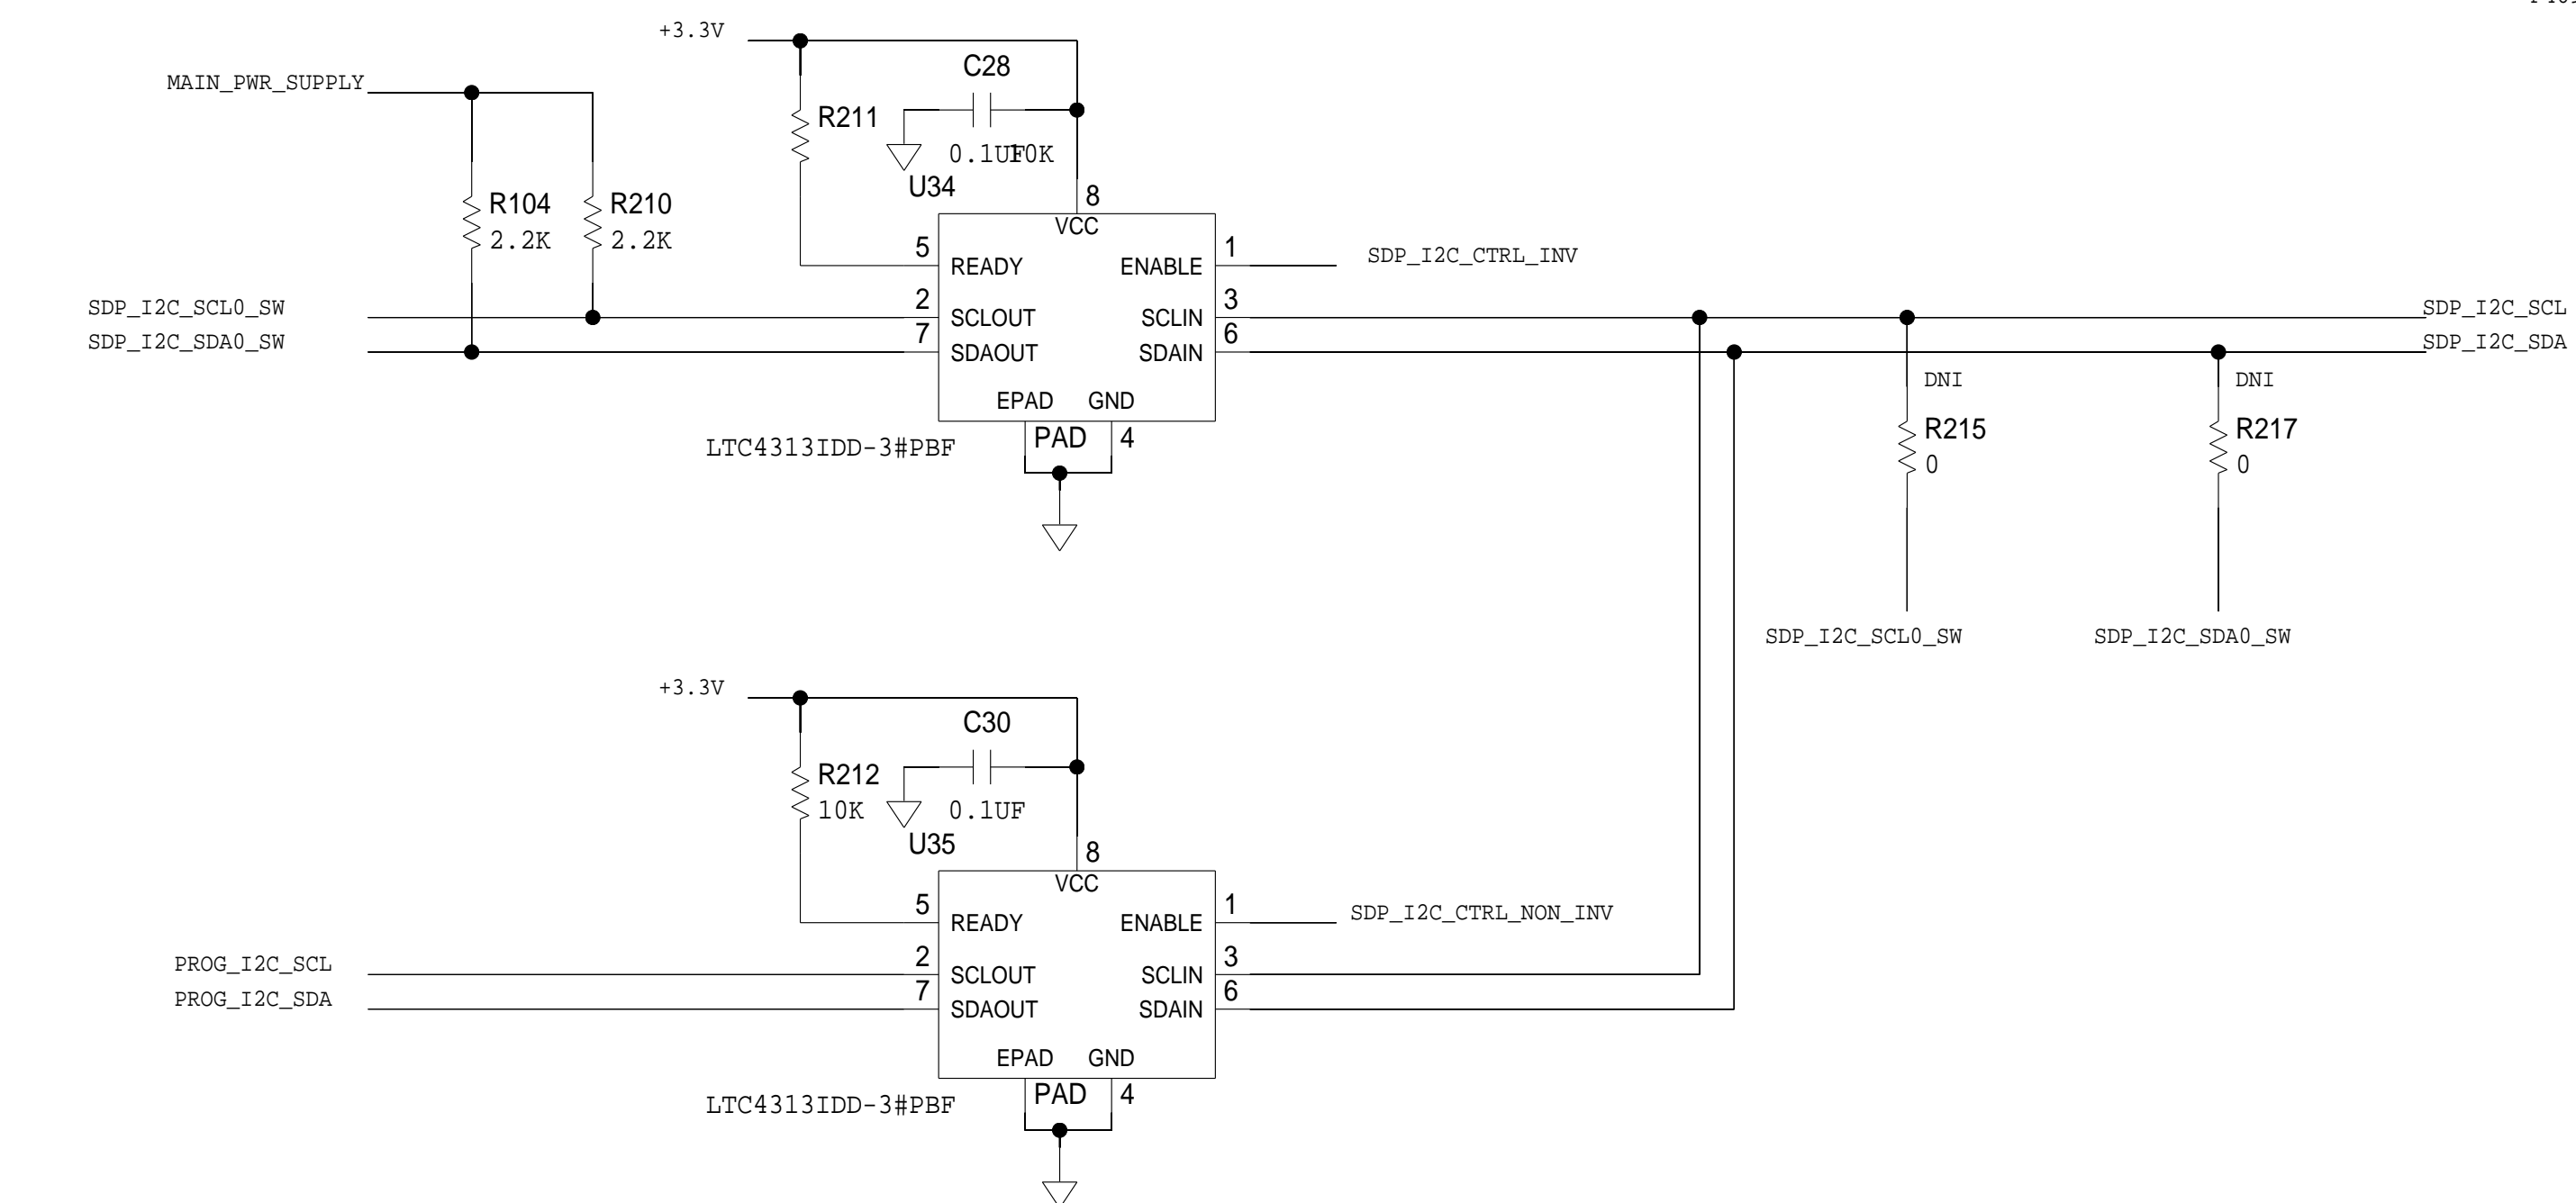 +3.3V
C28
MAIN_PWR_SUPPLY
R211
0.1UF
10K
U34
8
R104
2.2K
R210
2.2K
VCC
5
READY
ENABLE
1
SDP_I2C_CTRL_INV
SDP_I2C_SCL0_SW
2
SCLOUT
SCLIN
3
SDP_I2C_SCL
SDP_I2C_SDA0_SW
7
SDAOUT
SDAIN
6
SDP_I2C_SDA
DNI
DNI
EPAD
GND
R215
0
R217
0
PAD
4
LTC4313IDD-3#PBF
SDP_I2C_SCL0_SW
SDP_I2C_SDA0_SW
+3.3V
C30
R212
10K
0.1UF
U35
8
VCC
5
READY
ENABLE
1
SDP_I2C_CTRL_NON_INV
PROG_I2C_SCL
2
SCLOUT
SCLIN
3
PROG_I2C_SDA
7
SDAOUT
SDAIN
6
EPAD
GND
PAD
4
LTC4313IDD-3#PBF